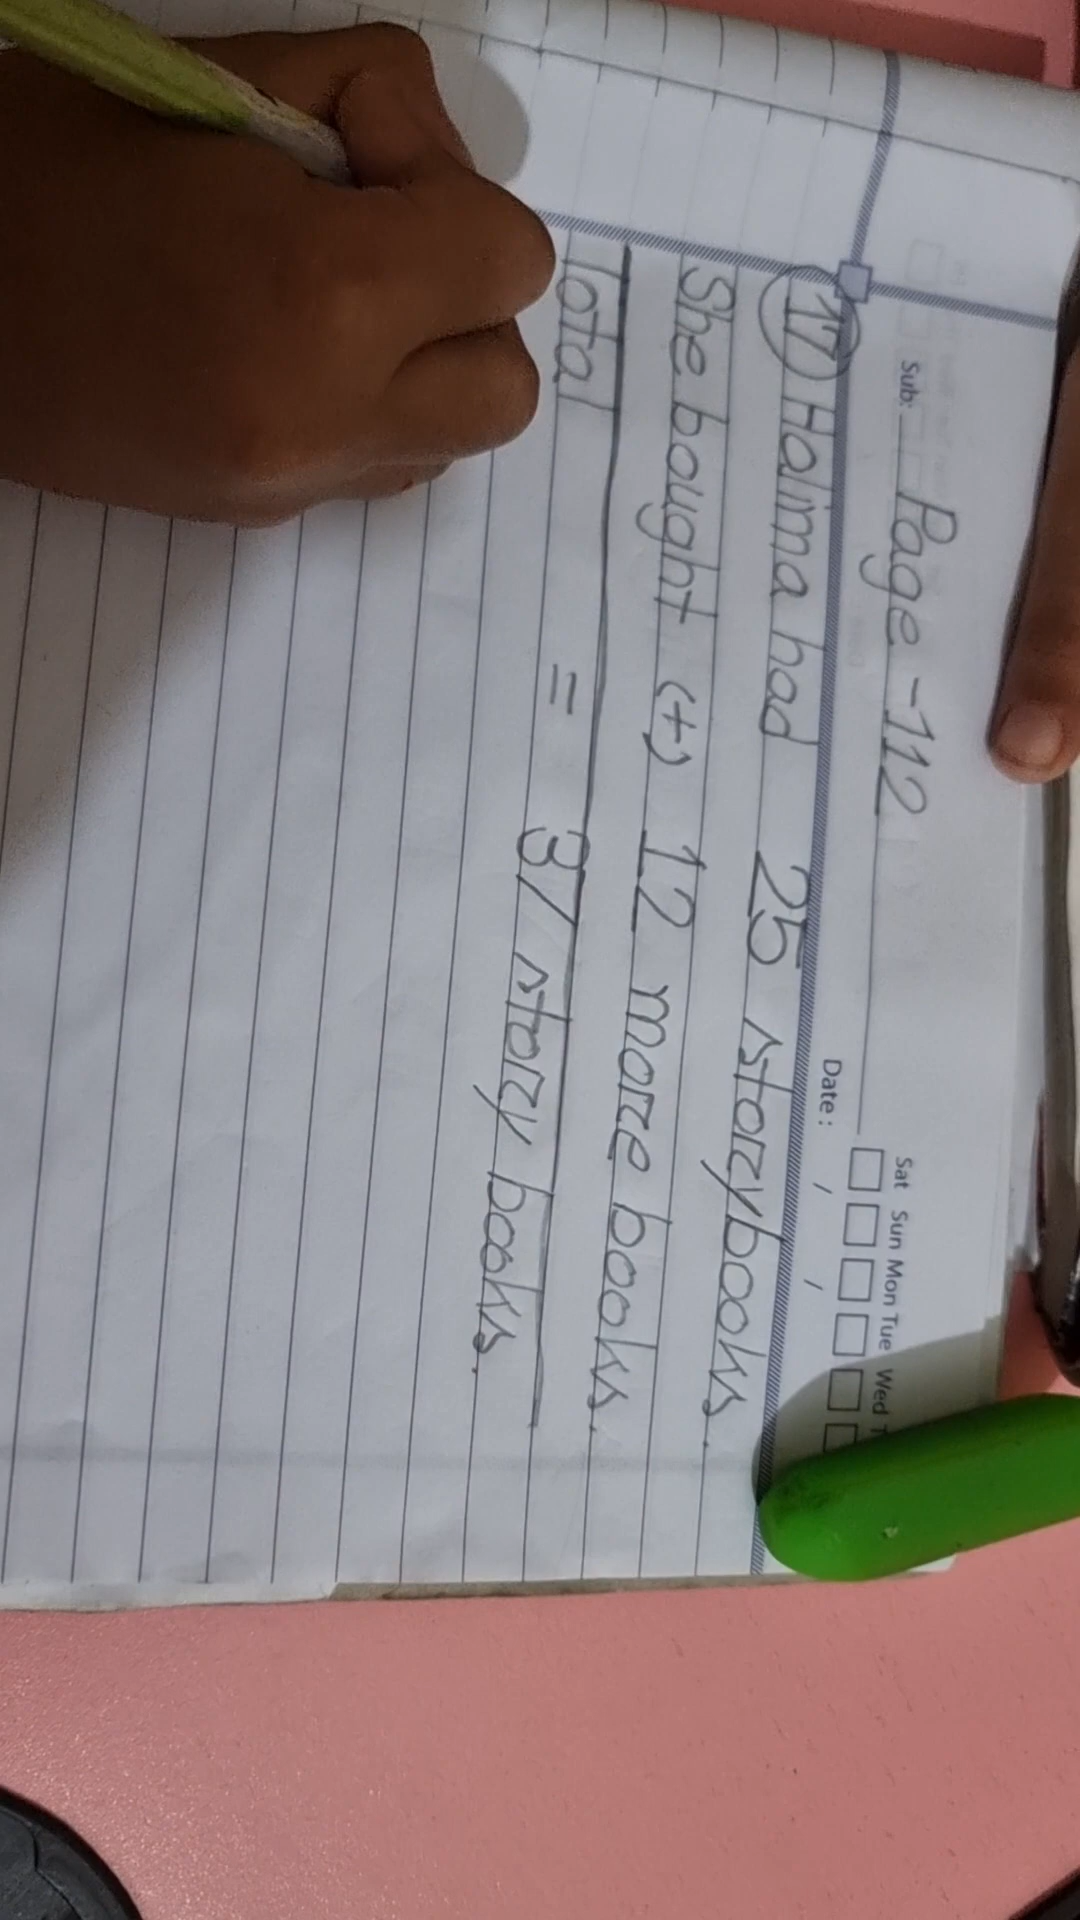 Sub: Page-112
Sat Sun Mon Tue Wed
Date: / /
17 Halima had 25 storybooks.
She bought (+) 12 more books.
Total = 37 story books.